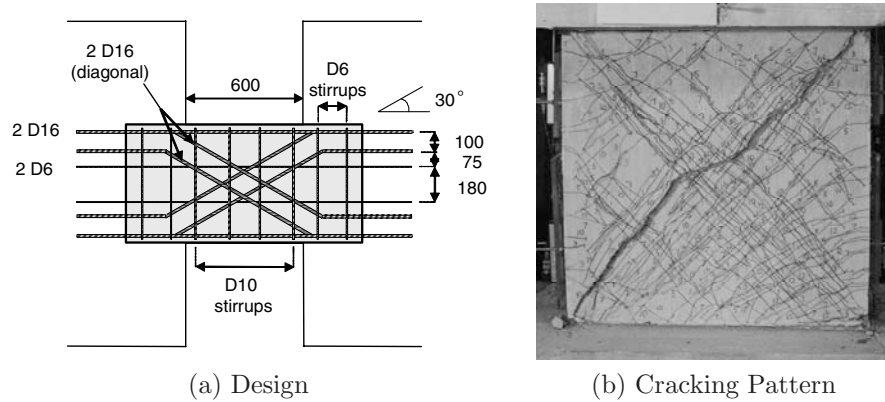 2 D16
(diagonal)
600
D6
stirrups
30°
2 D16
2 D6
100
75
180
D10
stirrups
(a) Design
(b) Cracking Pattern